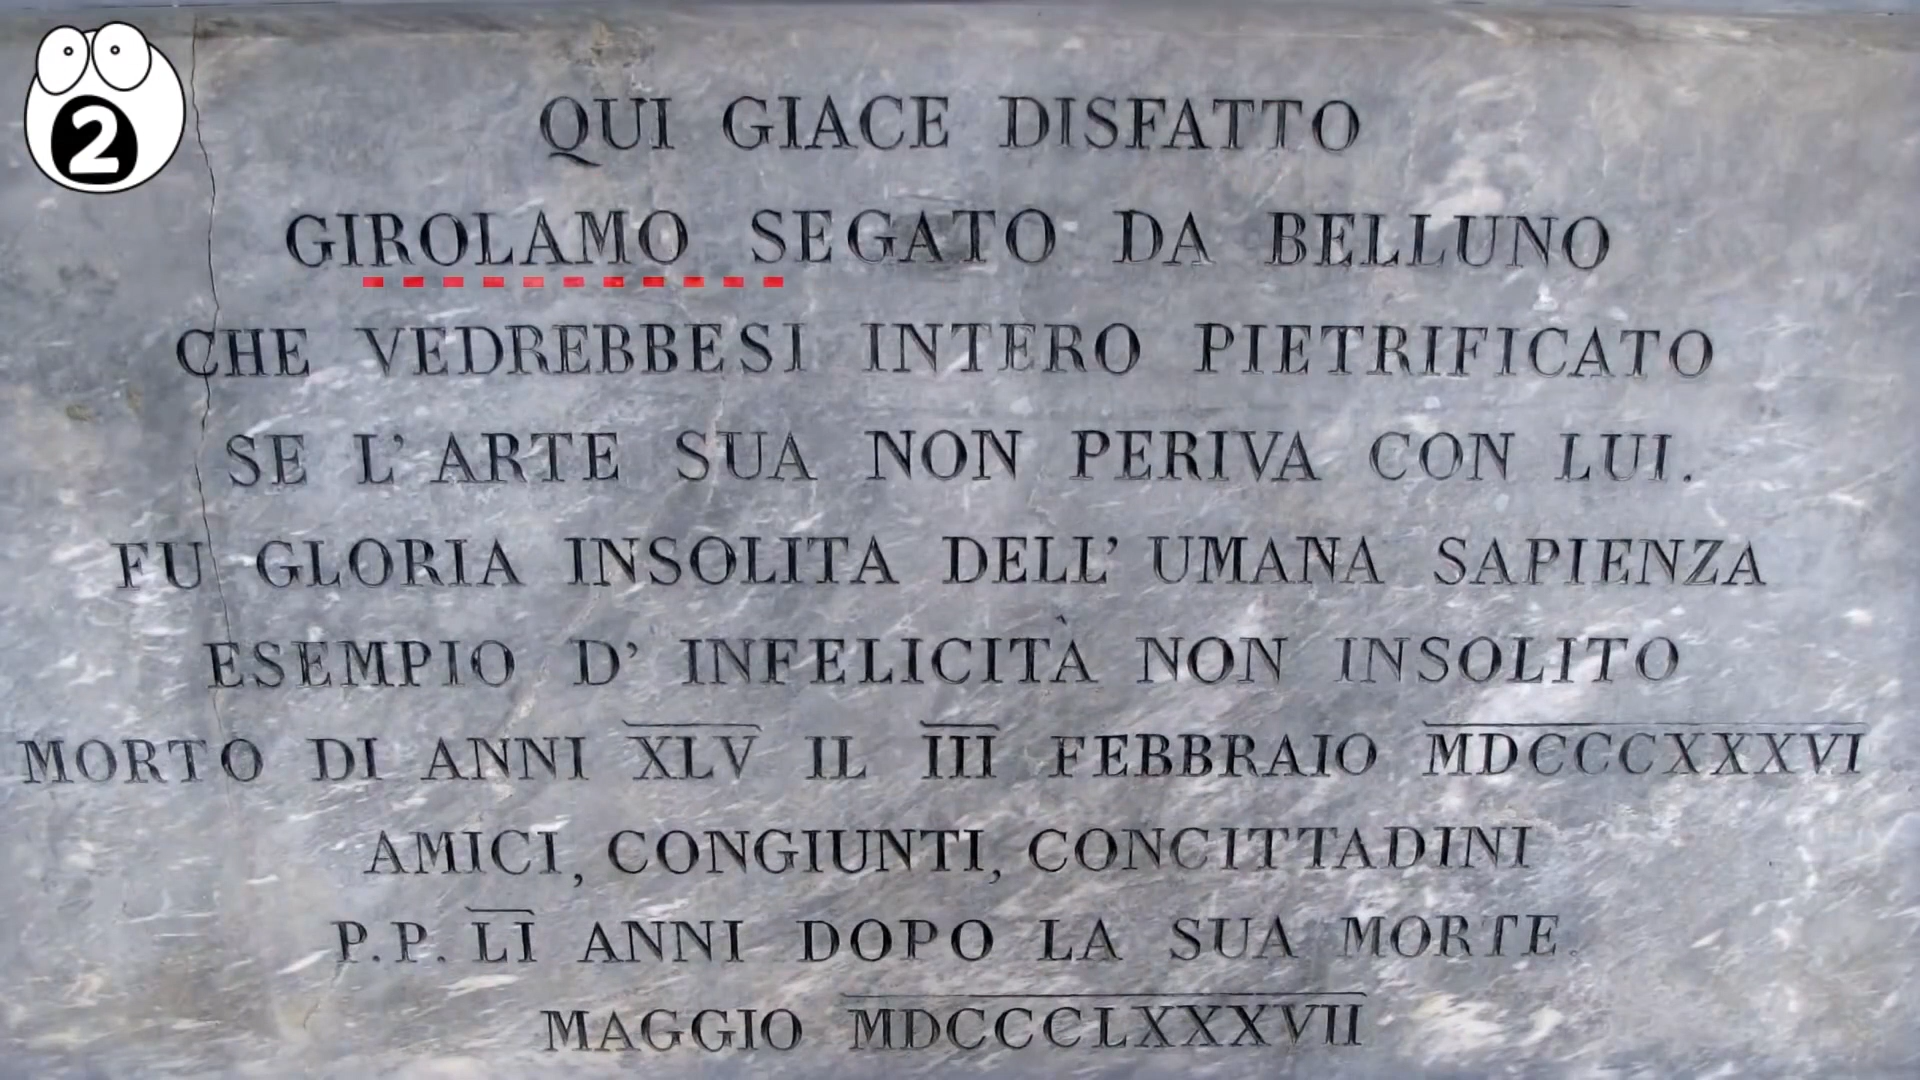 2
QUI GIACE DISFATTO
GIROLAMO SEGATO DA BELLUNO
CHE VEDREBBESI INTERO PIETRIFICATO
SE L' ARTE SUA NON PERIVA CON LUI.
FU GLORIA INSOLITA DELL' UMANA SAPIENZA
ESEMPIO D' INFELICITÀ NON INSOLITO
MORTO DI ANNI XLV IL III FEBBRAIO MDCCCXXXVI
AMICI, CONGIUNTI, CONCITTADINI
P.P. LI ANNI DOPO LA SUA MORTE.
MAGGIO MDCCCLXXXVII